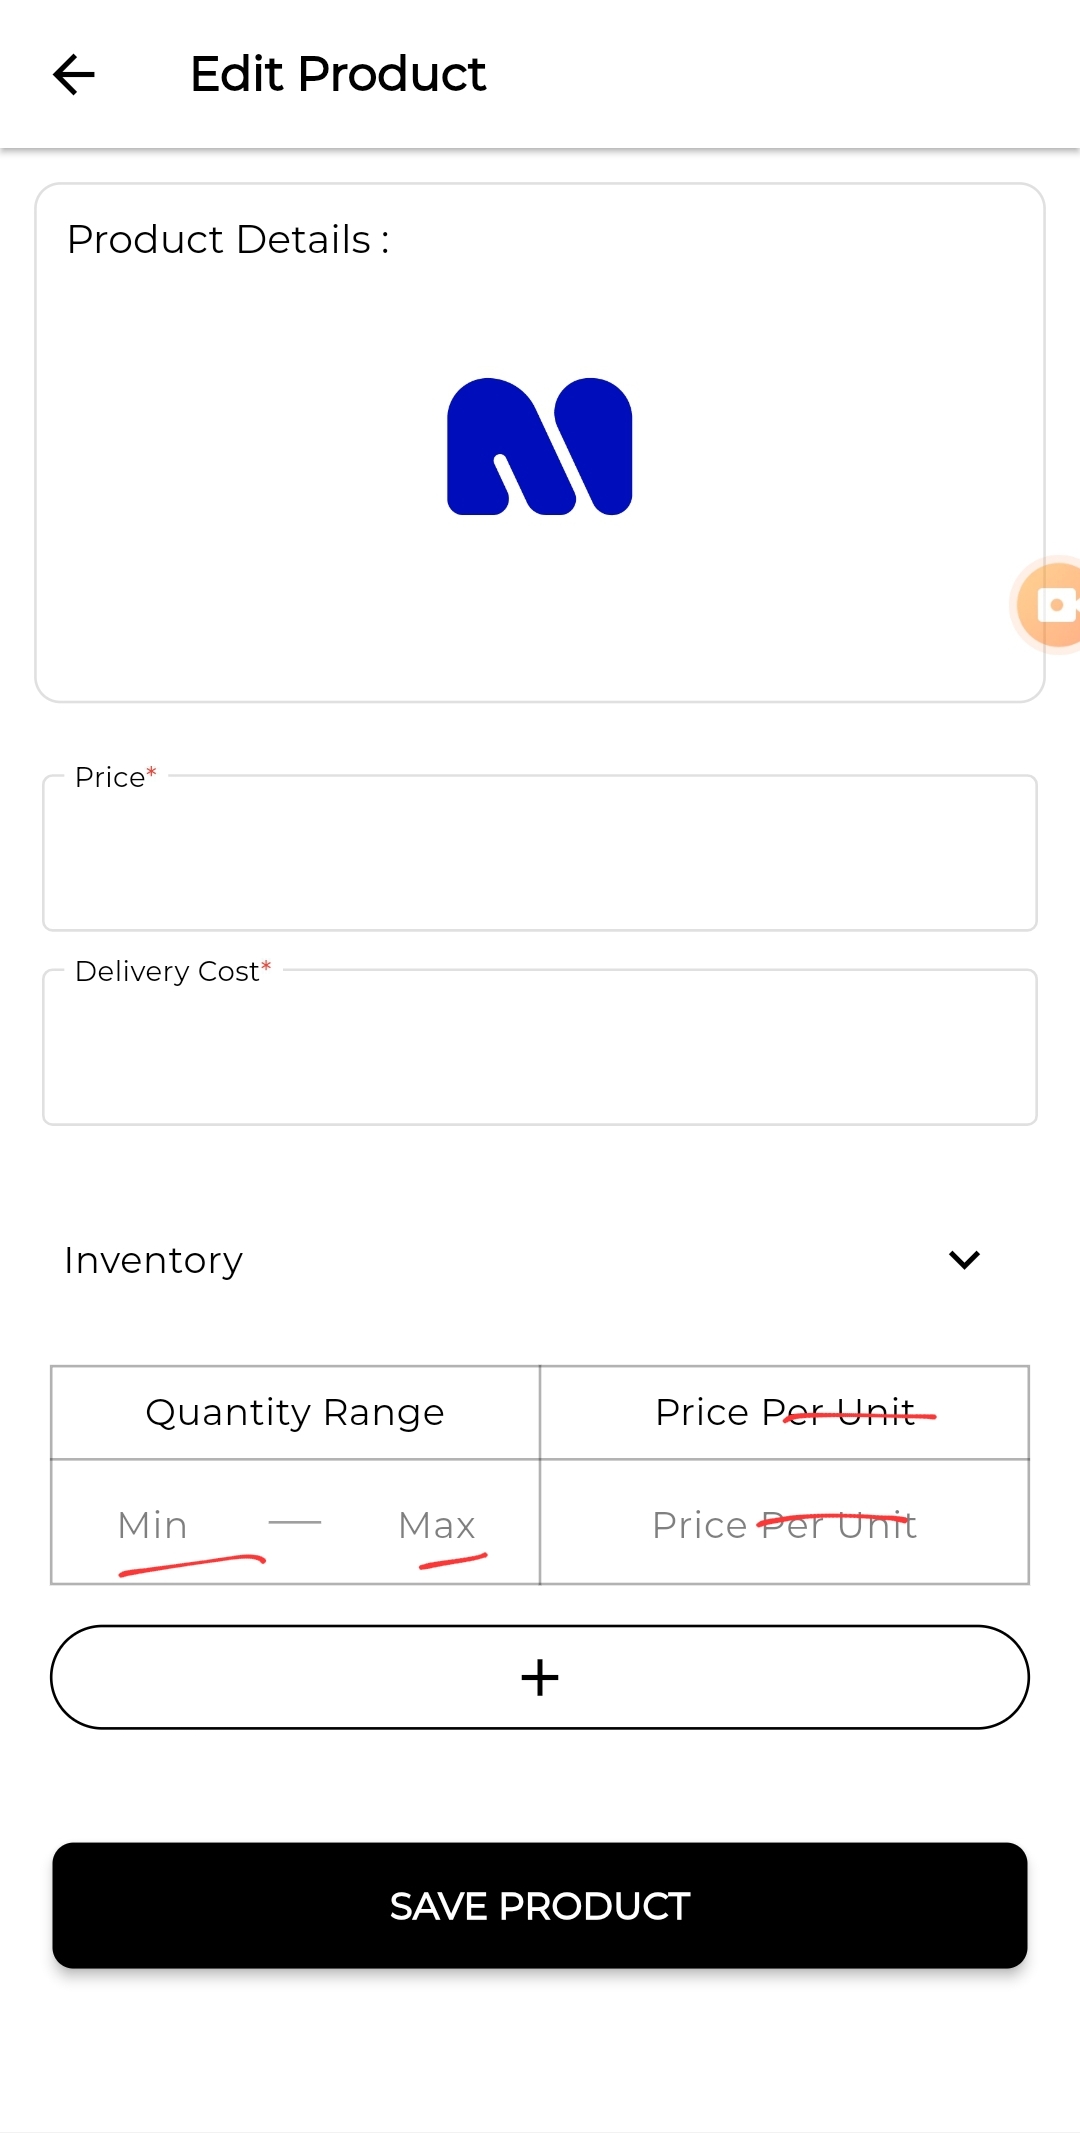 Edit Product
Product Details :
Price*
Delivery Cost*
Inventory
Quantity Range Price Per Unit
Min — Max Price Per Unit
+
SAVE PRODUCT